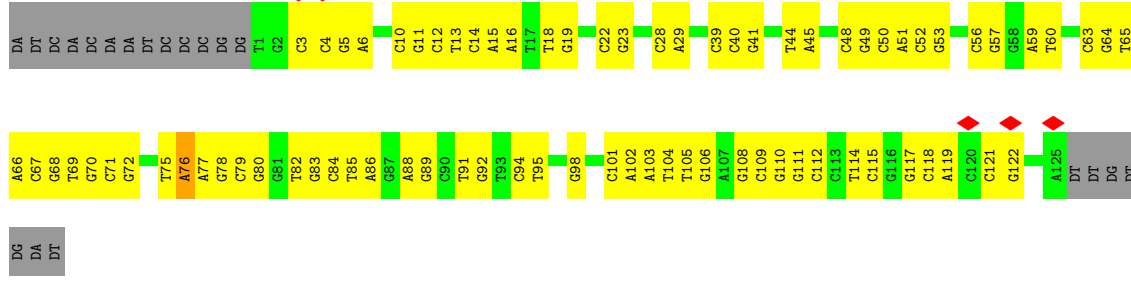 DA DT DC DA DC DA DA DT DC DC DC DG DG T1 G2 C3 C4 G5 A6 C10 G11 C12 T13 C14 A15 A16 T17 T18 G19 C22 G23 C28 A29 C39 C40 G41 T44 A45 C48 G49 C50 A51 C52 G53 C56 G57 G58 A59 T60 C63 G64 T65
A66 C67 G68 T69 G70 C71 G72 T75 A76 A77 G78 C79 G80 G81 T82 G83 C84 T85 A86 G87 A88 G89 C90 T91 G92 T93 C94 T95 G98 C101 A102 A103 T104 T105 G106 A107 G108 C109 G110 G111 C112 C113 T114 C115 G116 G117 C118 A119 C120 C121 G122 A125 DT DT DG DT
DG DA DT